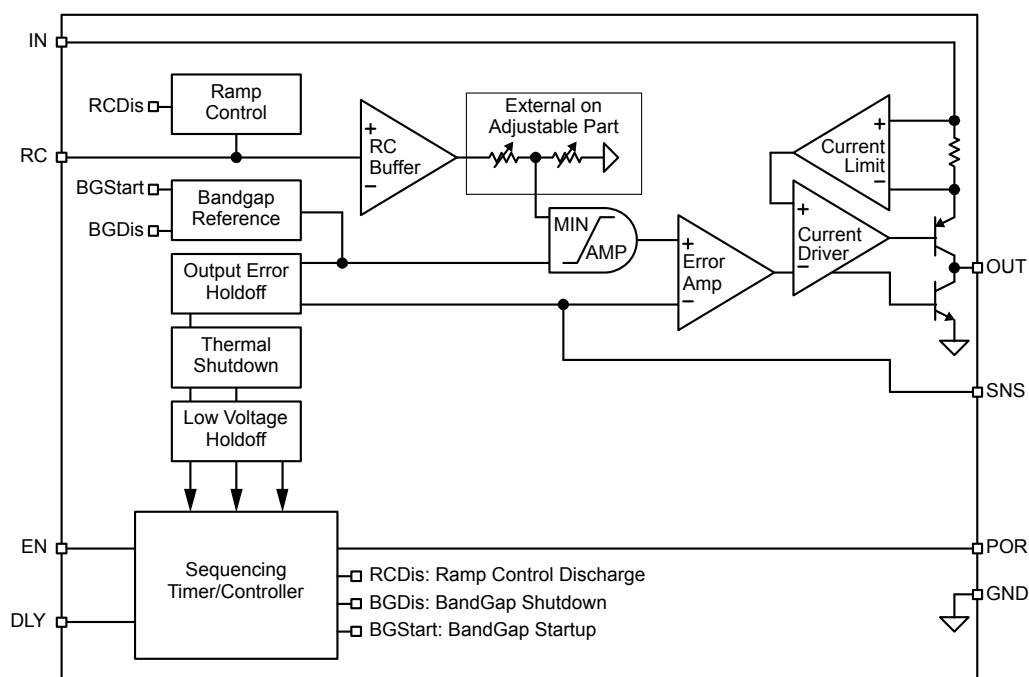 IN
RCDis
Ramp
Control
External on
Adjustable Part
+
Current
Limit
−
RC
+
RC
Buffer
−
BGStart
BGDis
Bandgap
Reference
MIN
AMP
+
Error
Amp
−
+
Current
Driver
−
OUT
Output Error
Holdoff
Thermal
Shutdown
SNS
Low Voltage
Holdoff
EN
Sequencing
Timer/Controller
POR
RCDis: Ramp Control Discharge
BGDis: BandGap Shutdown
BGStart: BandGap Startup
GND
DLY